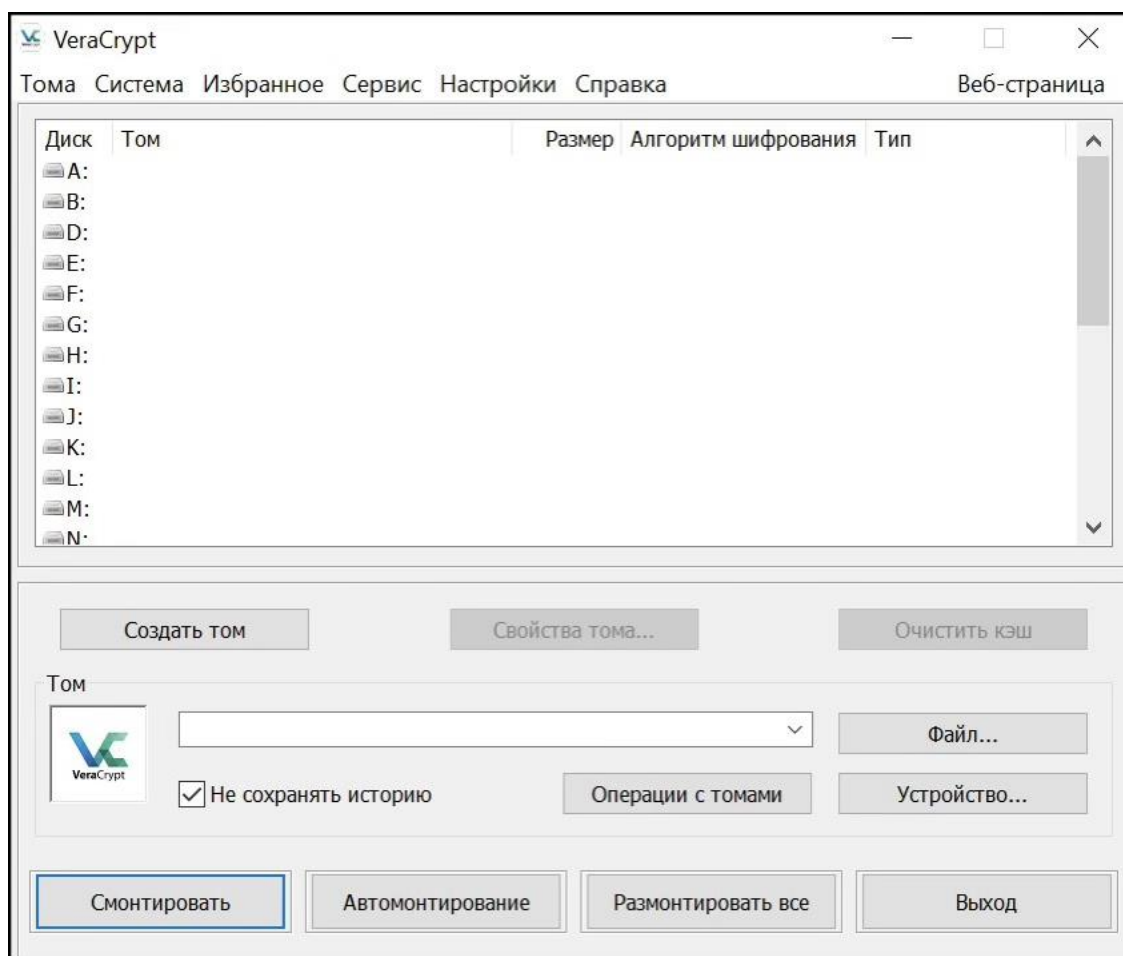 VeraCrypt
Тома Система Избранное Сервис Настройки Справка Веб-страница
Диск Том Размер Алгоритм шифрования Тип
A:
B:
D:
E:
F:
G:
H:
I:
J:
K:
L:
M:
N:
Создать том Свойства тома... Очистить кэш
Том
VeraCrypt
Файл...
Не сохранять историю Операции с томами Устройство...
Смонтировать Автомонтирование Размонтировать все Выход